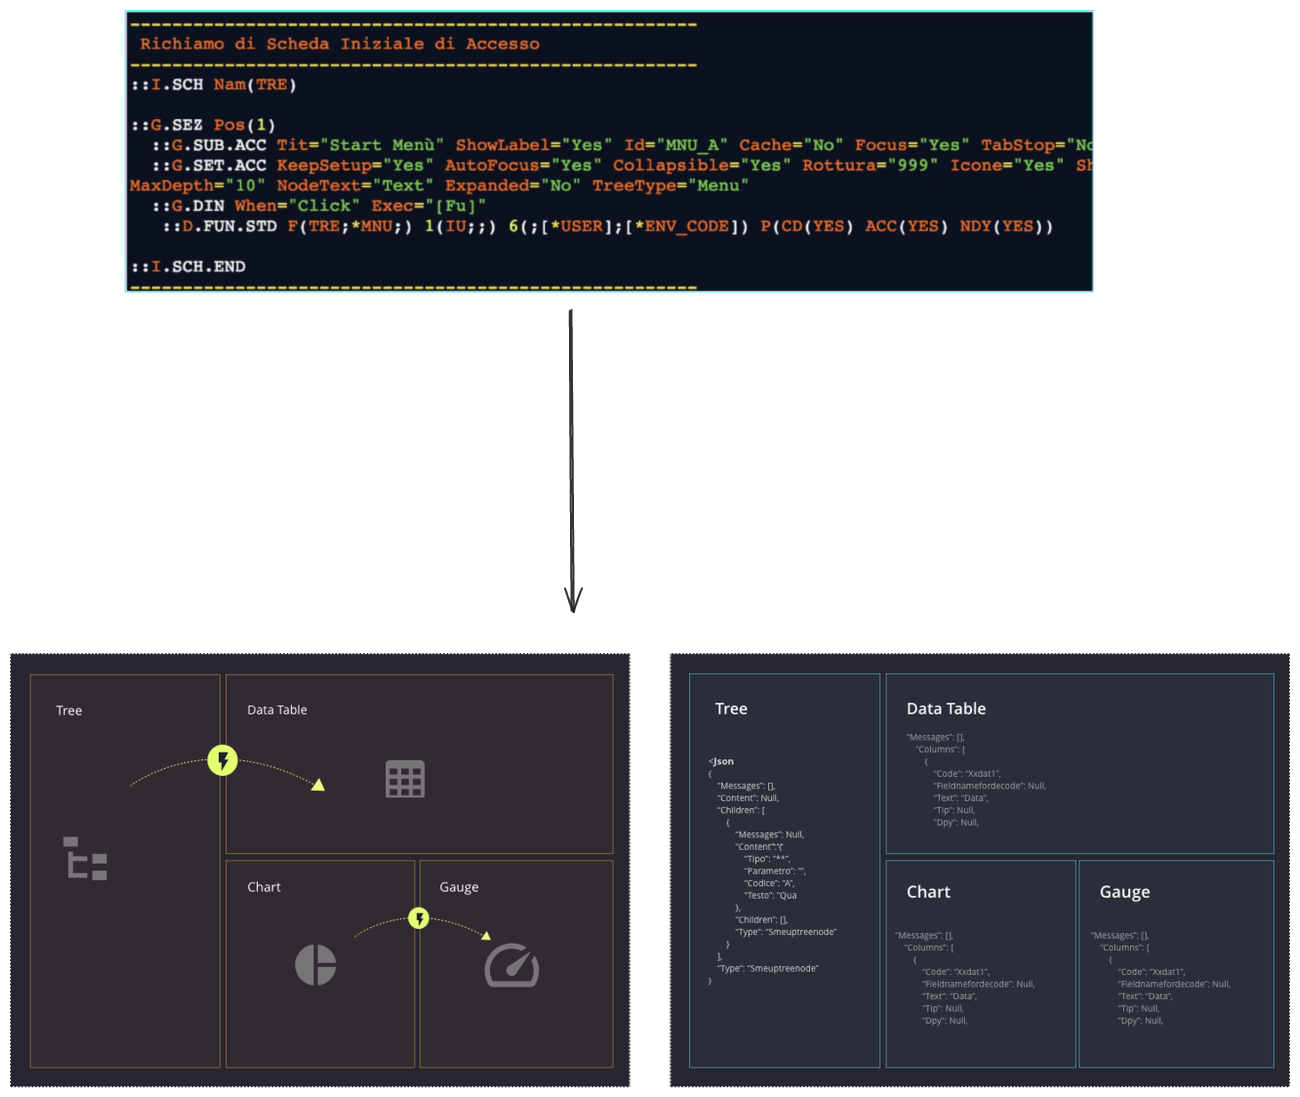 ------------------------------------------------------
Richiamo di Scheda Iniziale di Accesso
------------------------------------------------------
::I.SCH Nam(TRE)
::G.SEZ Pos(1)
::G.SUB.ACC Tit="Start Menù" ShowLabel="Yes" Id="MNU_A" Cache="No" Focus="Yes" TabStop="No
::G.SET.ACC KeepSetup="Yes" AutoFocus="Yes" Collapsible="Yes" Rottura="999" Icone="Yes" Sh
MaxDepth="10" NodeText="Text" Expanded="No" TreeType="Menu"
::G.DIN When="Click" Exec="[Fu]"
::D.FUN.STD F(TRE;*MNU;) 1(IU;;) 6(;[*USER];[*ENV_CODE]) P(CD(YES) ACC(YES) NDY(YES))
::I.SCH.END
------------------------------------------------------
Tree
Data Table
Chart
Gauge
Tree
<Json
{
"Messages": [],
"Content": Null,
"Children": [
{
"Messages": Null,
"Content":"{'
"Tipo": "**",
"Parametro": "",
"Codice": "A",
"Testo": "Qua
},
"Children": [],
"Type": "Smeuptreenode"
}
],
"Type": "Smeuptreenode"
}
Data Table
"Messages": [],
"Columns": [
{
"Code": "Xxdat1",
"Fieldnamefordecode": Null,
"Text": "Data",
"Tip": Null,
"Dpy": Null,
Chart
"Messages": [],
"Columns": [
{
"Code": "Xxdat1",
"Fieldnamefordecode": Null,
"Text": "Data",
"Tip": Null,
"Dpy": Null,
Gauge
"Messages": [],
"Columns": [
{
"Code": "Xxdat1",
"Fieldnamefordecode": Null,
"Text": "Data",
"Tip": Null,
"Dpy": Null,